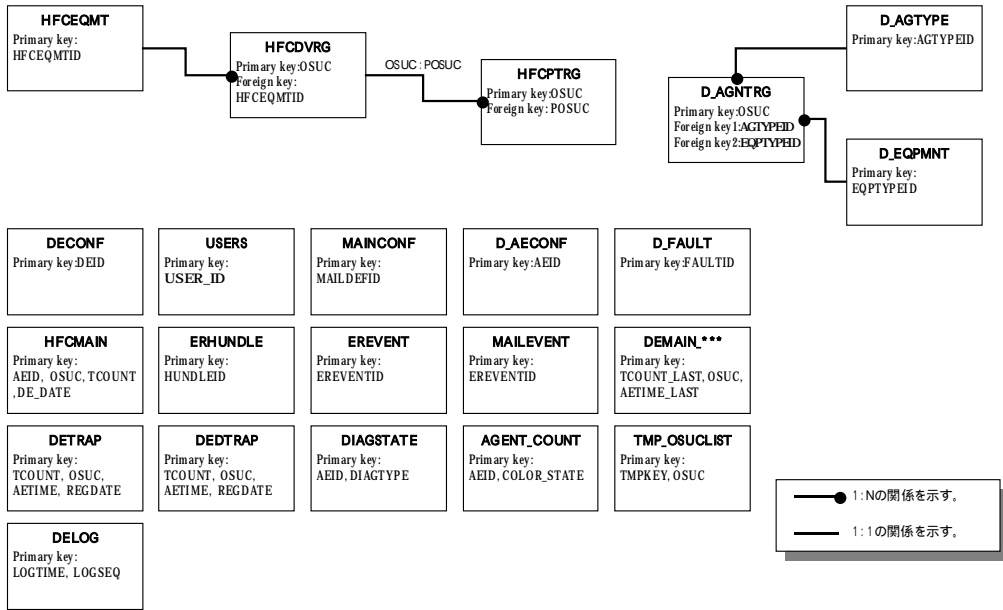 HFCEQMT
Primary key:
HFCEQMTID
HFCDVRG
Primary key:OSUC
Foreign key:
HFCEQMTID
OSUC:POSUC
HFCPTRG
Primary key:OSUC
Foreign key: POSUC
D_AGTYPE
Primary key:AGTYPEID
D_AGNTRG
Primary key:OSUC
Foreign key1:AGTYPEID
Foreign key2:EQPTYPEID
D_EQPMNT
Primary key:
EQPTYPEID
DECONF
Primary key:DEID
USERS
Primary key:
USER_ID
MAINCONF
Primary key:
MAILDEFID
D_AECONF
Primary key:AEID
D_FAULT
Primary key:FAULTID
HFCMAIN
Primary key:
AEID, OSUC,TCOUNT
,DE_DATE
ERHUNDLE
Primary key:
HUNDLEID
EREVENT
Primary key:
EREVENTID
MAILEVENT
Primary key:
EREVENTID
DEMAIN_***
Primary key:
TCOUNT_LAST,OSUC,
AETIME_LAST
DETRAP
Primary key:
TCOUNT, OSUC,
AETIME, REGDATE
DEDTRAP
Primary key:
TCOUNT, OSUC,
AETIME, REGDATE
DIAGSTATE
Primary key:
AEID,DIAGTYPE
AGENT_COUNT
Primary key:
AEID,COLOR_STATE
TMP_OSUCLIST
Primary key:
TMPKEY,OSUC
DELOG
Primary key:
LOGTIME, LOGSEQ
1:Nの関係を示す。
1:1の関係を示す。